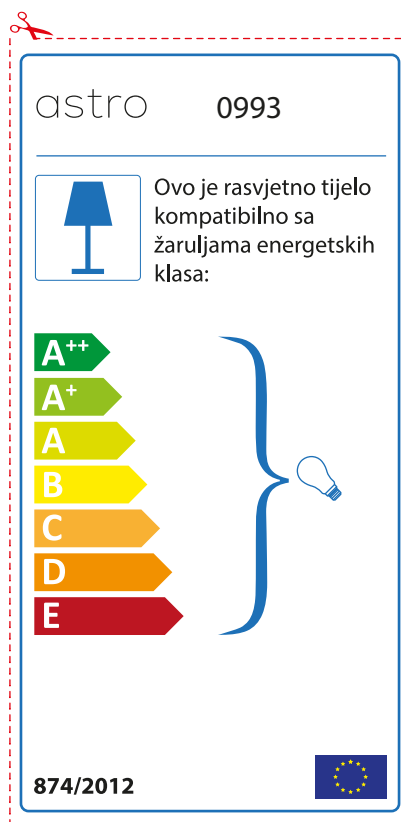 astro 0993
Ovo je rasvjetno tijelo
kompatibilno sa
žaruljama energetskih
klasa:
A++
A+
A
B
C
D
E
874/2012